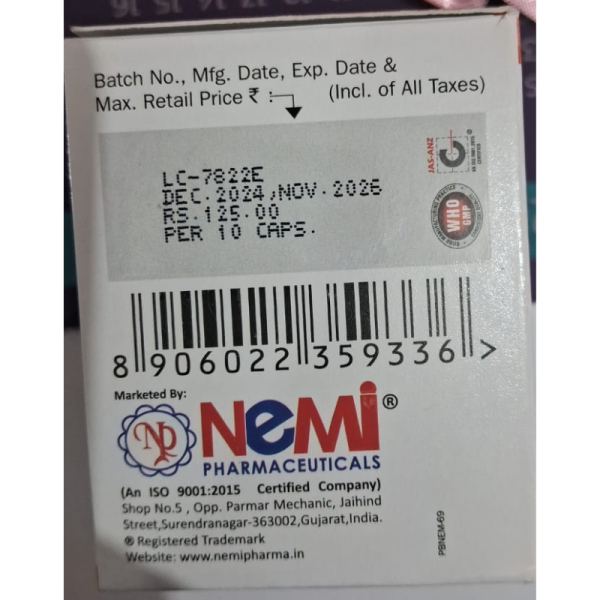 Batch No., Mfg. Date, Exp. Date &
Max. Retail Price ₹ :
(Incl. of All Taxes)
LC-7822E
DEC.2024,NOV.2026
RS.125.00
PER 10 CAPS.
JAS-ANZ
WHO
GMP
8 906022 359336 >
Marketed By:
NP
NeMi ®
PHARMACEUTICALS
(An ISO 9001:2015 Certified Company)
Shop No.5 , Opp. Parmar Mechanic, Jaihind
Street,Surendranagar-363002,Gujarat,India.
® Registered Trademark
Website: www.nemipharma.in
PBNEM-69